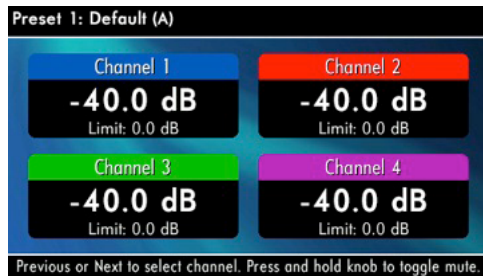 Preset 1: Default (A)
Channel 1
-40.0 dB
Limit: 0.0 dB
Channel 2
-40.0 dB
Limit: 0.0 dB
Channel 3
-40.0 dB
Limit: 0.0 dB
Channel 4
-40.0 dB
Limit: 0.0 dB
Previous or Next to select channel. Press and hold knob to toggle mute.